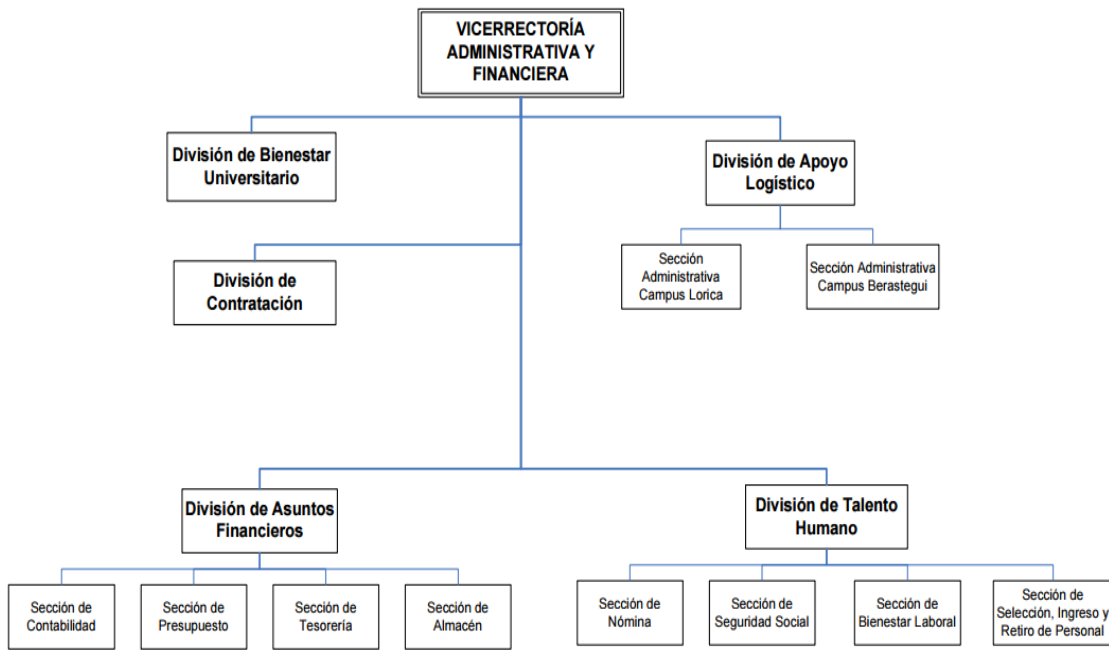 VICERRECTORÍA
ADMINISTRATIVA Y
FINANCIERA
División de Bienestar
Universitario
División de Apoyo
Logístico
Sección
Administrativa
Campus Lorica
Sección Administrativa
Campus Berastegui
División de
Contratación
División de Asuntos
Financieros
División de Talento
Humano
Sección de
Contabilidad
Sección de
Presupuesto
Sección de
Tesorería
Sección de
Almacén
Sección de
Nómina
Sección de
Seguridad Social
Sección de
Bienestar Laboral
Sección de
Selección, Ingreso y
Retiro de Personal